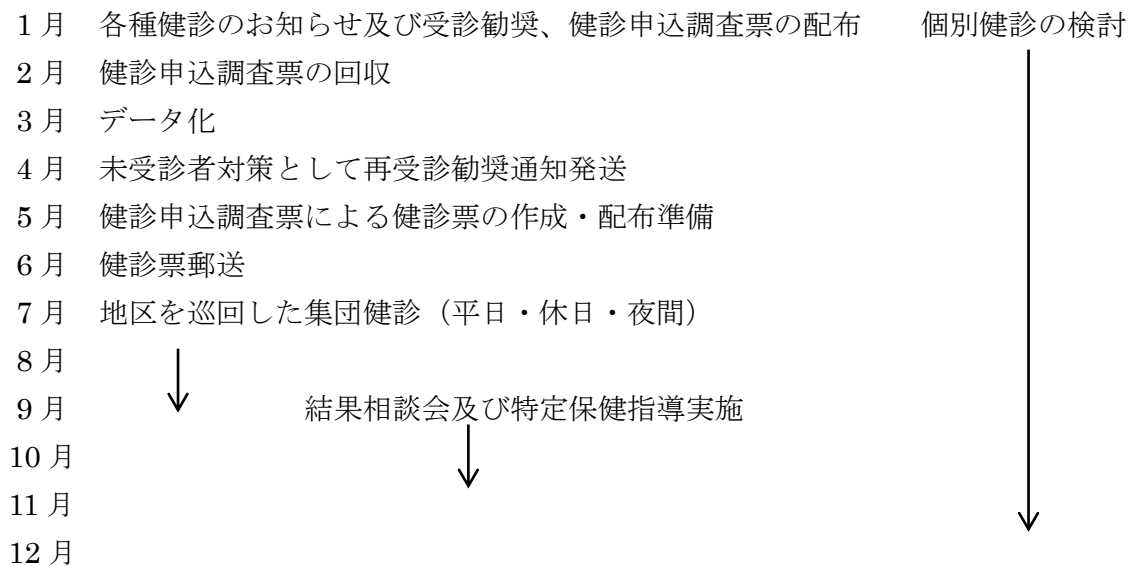 1月 各種健診のお知らせ及び受診勧奨、健診申込調査票の配布 個別健診の検討
2月 健診申込調査票の回収
3月 データ化
4月 未受診者対策として再受診勧奨通知発送
5月 健診申込調査票による健診票の作成・配布準備
6月 健診票郵送
7月 地区を巡回した集団健診（平日・休日・夜間）
8月
9月 結果相談会及び特定保健指導実施
10月
11月
12月